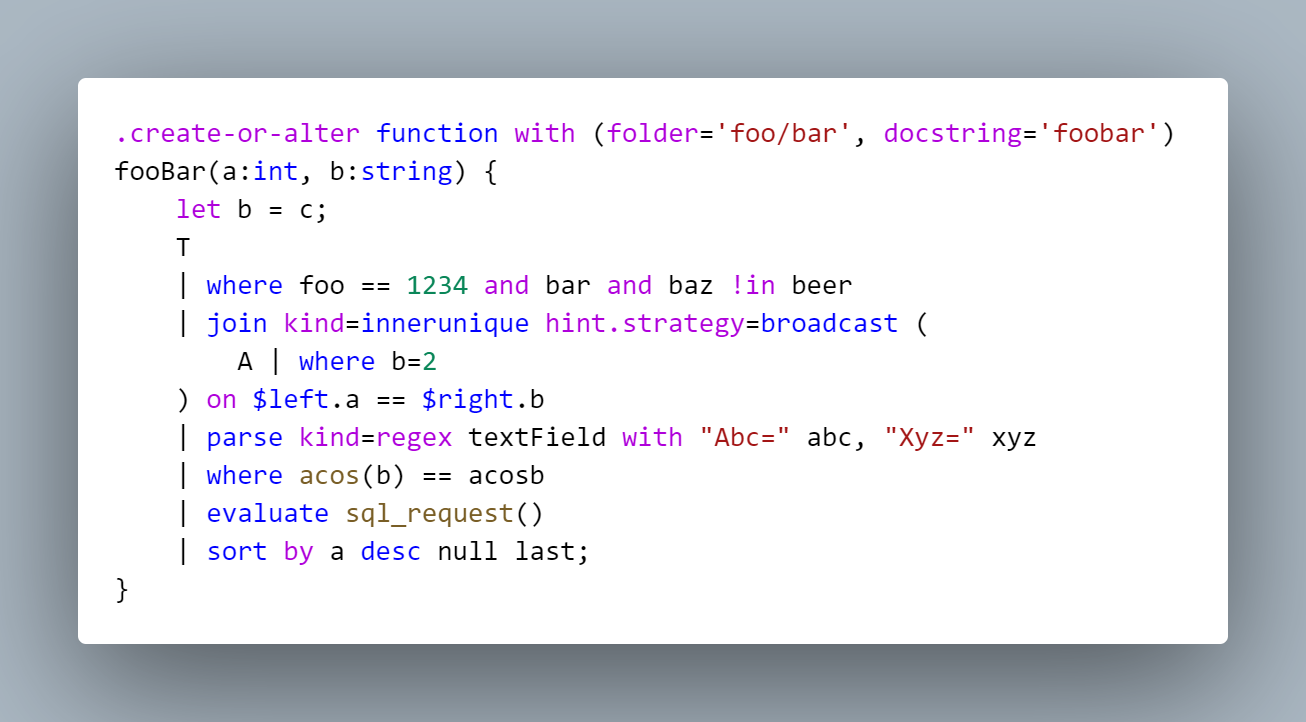 .create-or-alter function with (folder='foo/bar', docstring='foobar')
fooBar(a:int, b:string) {
    let b = c;
    T
    | where foo == 1234 and bar and baz !in beer
    | join kind=innerunique hint.strategy=broadcast (
        A | where b=2
    ) on $left.a == $right.b
    | parse kind=regex textField with "Abc=" abc, "Xyz=" xyz
    | where acos(b) == acosb
    | evaluate sql_request()
    | sort by a desc null last;
}